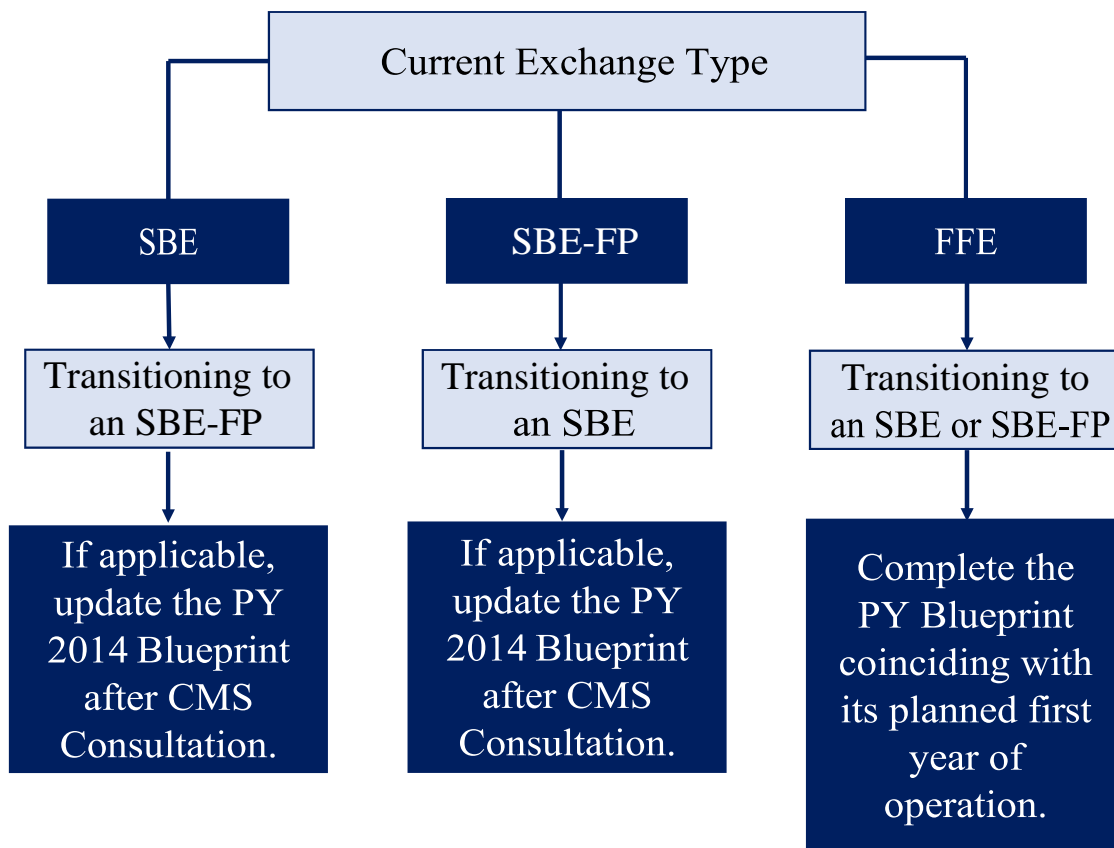 Current Exchange Type
SBE
SBE-FP
FFE
Transitioning to
an SBE-FP
Transitioning to
an SBE
Transitioning to
an SBE or SBE-FP
If applicable,
update the PY
2014 Blueprint
after CMS
Consultation.
If applicable,
update the PY
2014 Blueprint
after CMS
Consultation.
Complete the
PY Blueprint
coinciding with
its planned first
year of
operation.